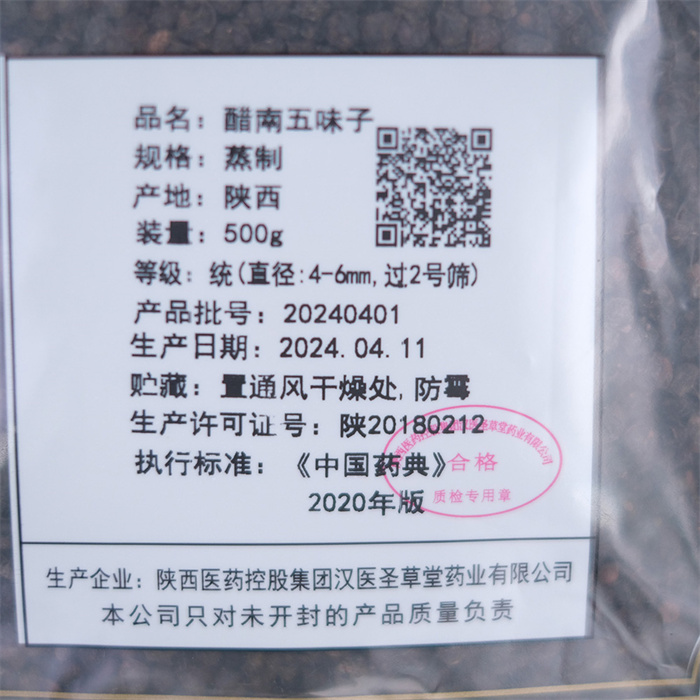 品名：醋南五味子
规格：蒸制
产地：陕西
装量：500g
等级：统(直径:4-6mm,过2号筛)
产品批号：20240401
生产日期：2024.04.11
贮藏：置通风干燥处,防霉
生产许可证号：陕20180212
执行标准：《中国药典》
2020年版
合格
质检专用章
生产企业：陕西医药控股集团汉医圣草堂药业有限公司
本公司只对未开封的产品质量负责